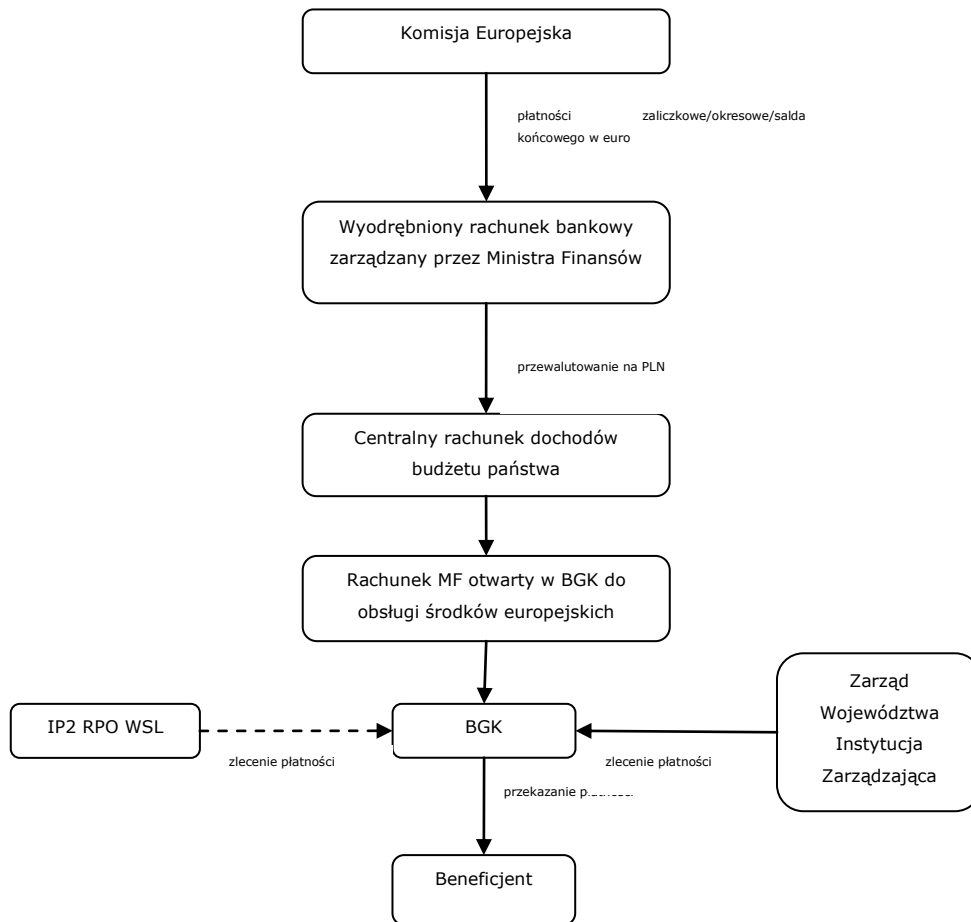 Komisja Europejska
płatności zaliczkowe/okresowe/salda
końcowego w euro
Wyodrębniony rachunek bankowy
zarządzany przez Ministra Finansów
przewalutowanie na PLN
Centralny rachunek dochodów
budżetu państwa
Rachunek MF otwarty w BGK do
obsługi środków europejskich
IP2 RPO WSL
BGK
Zarząd
Województwa
Instytucja
Zarządzająca
zlecenie płatności
zlecenie płatności
przekazanie
Beneficjent